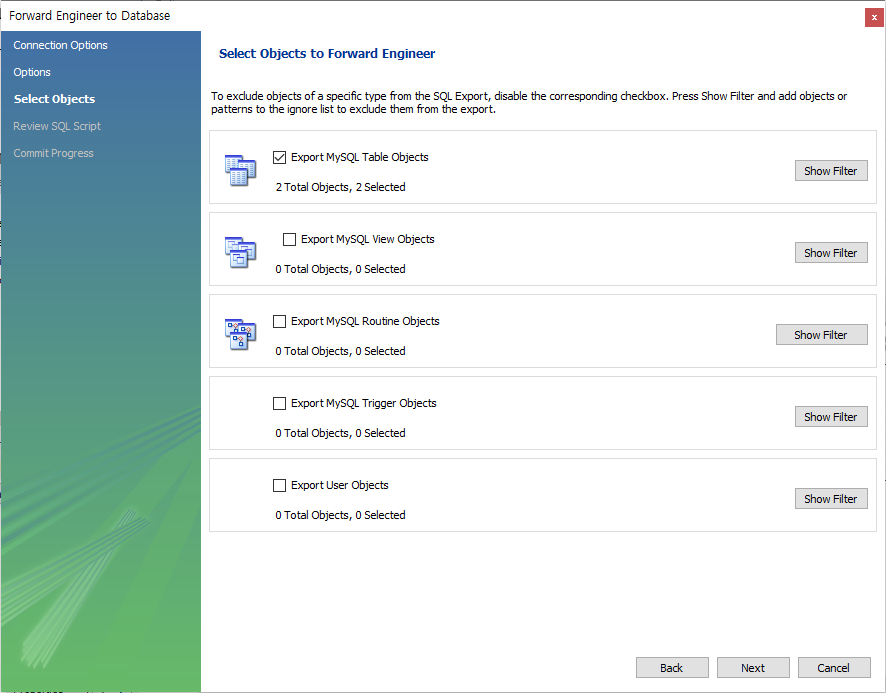 Forward Engineer to Database
x
Connection Options
Options
Select Objects
Review SQL Script
Commit Progress
Select Objects to Forward Engineer
To exclude objects of a specific type from the SQL Export, disable the corresponding checkbox. Press Show Filter and add objects or
patterns to the ignore list to exclude them from the export.
Export MySQL Table Objects
2 Total Objects, 2 Selected
Show Filter
Export MySQL View Objects
0 Total Objects, 0 Selected
Show Filter
Export MySQL Routine Objects
0 Total Objects, 0 Selected
Show Filter
Export MySQL Trigger Objects
0 Total Objects, 0 Selected
Show Filter
Export User Objects
0 Total Objects, 0 Selected
Show Filter
Back
Next
Cancel